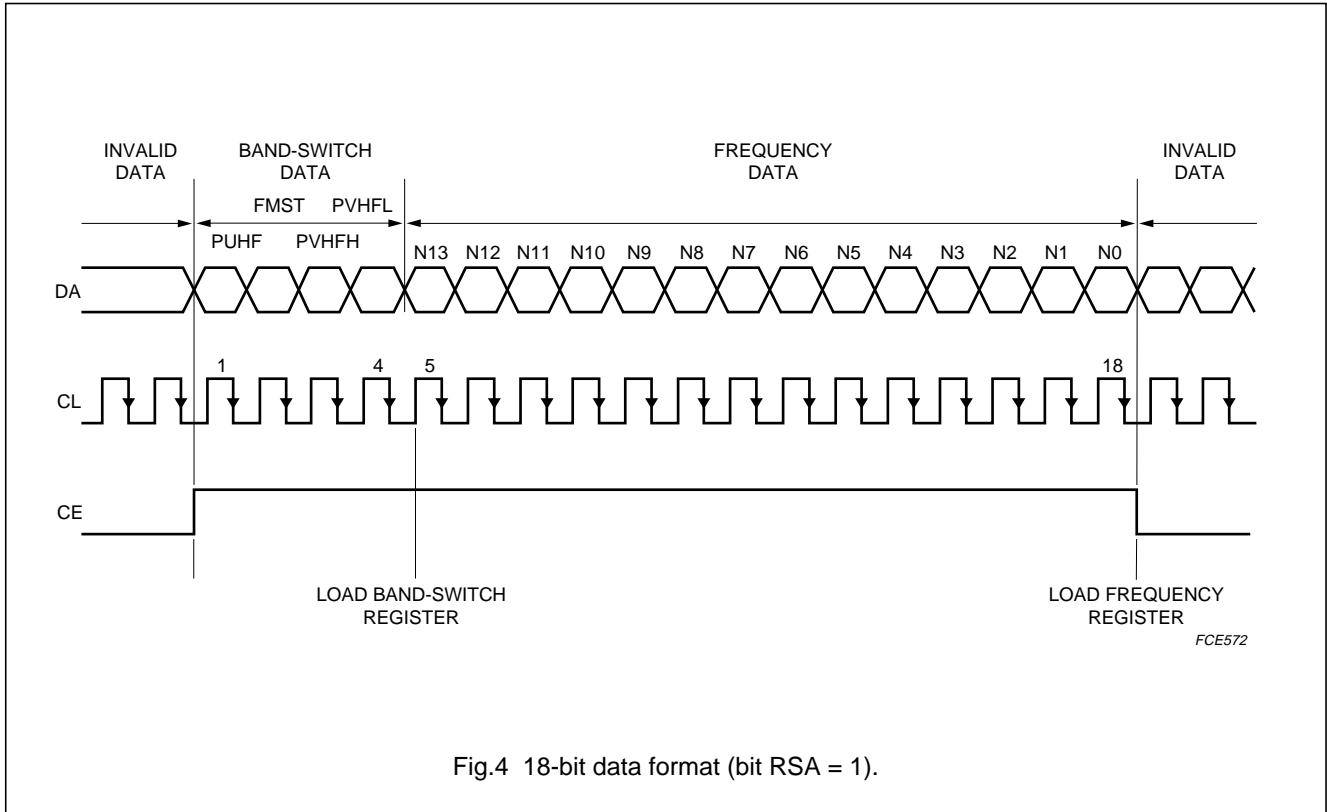 INVALID
DATA
BAND-SWITCH
DATA
FREQUENCY
DATA
INVALID
DATA
FMST PVHFL
PUHF PVHFH
N13 N12 N11 N10 N9 N8 N7 N6 N5 N4 N3 N2 N1 N0
DA
1 4 5 18
CL
CE
LOAD BAND-SWITCH
REGISTER
LOAD FREQUENCY
REGISTER
FCE572
Fig.4 18-bit data format (bit RSA = 1).